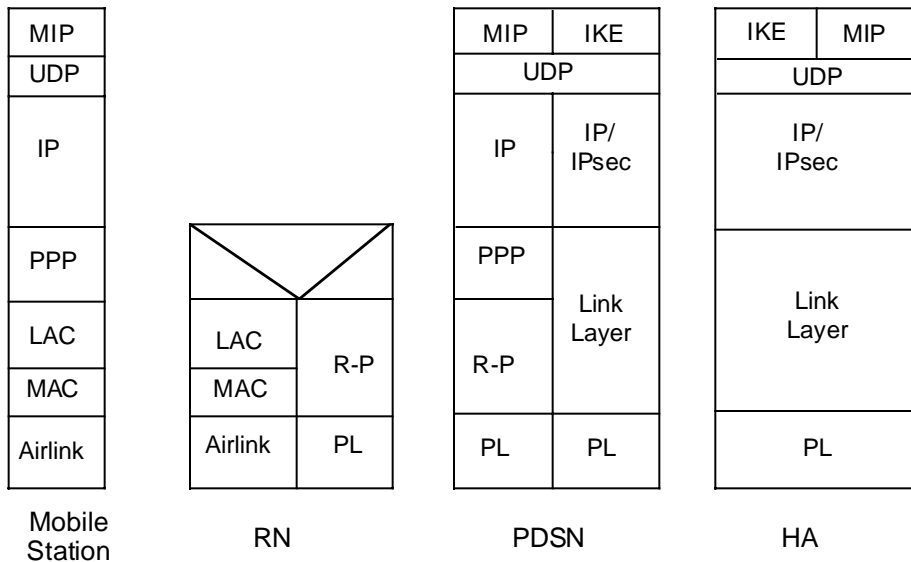 MIP
UDP
IP
PPP
LAC
MAC
Airlink
Mobile
Station
LAC
MAC
Airlink
R-P
PL
RN
MIP
IKE
UDP
IP
IP/
IPsec
PPP
R-P
Link
Layer
PL
PL
PDSN
IKE
MIP
UDP
IP/
IPsec
Link
Layer
PL
HA